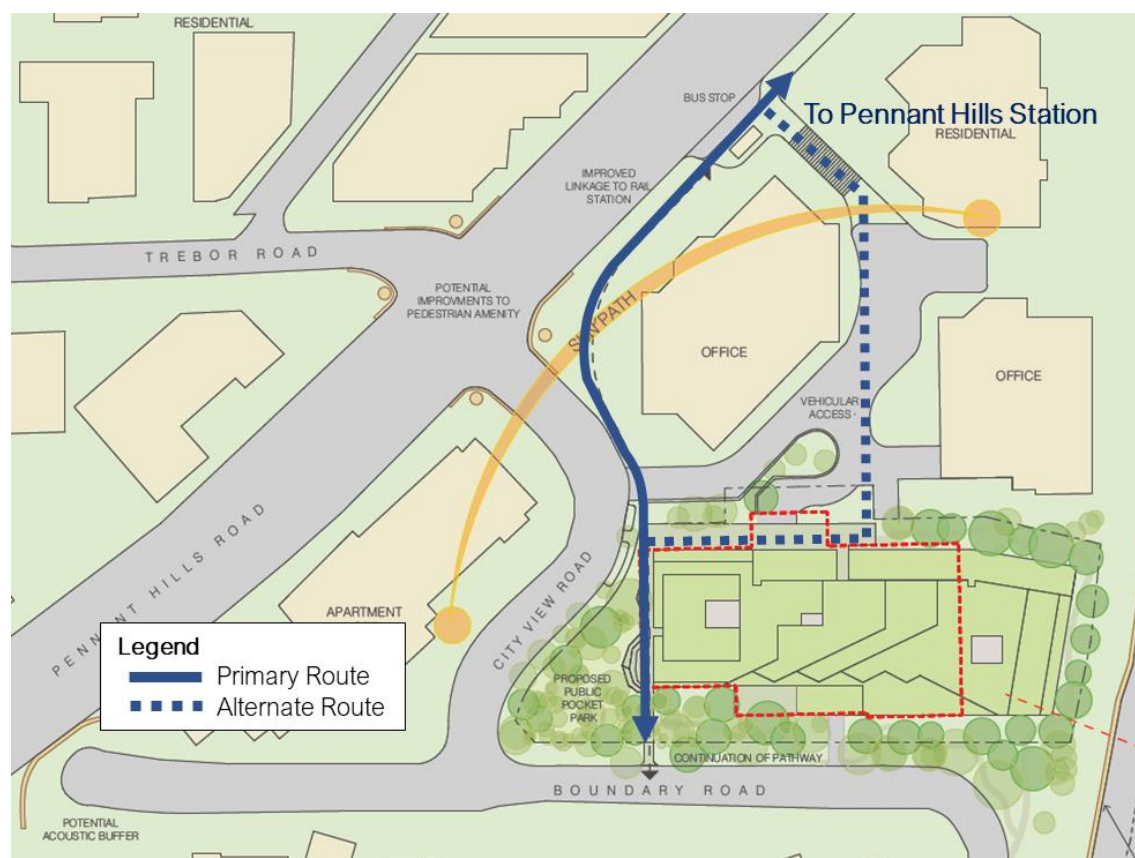 RESIDENTIAL
BUS STOP
To Pennant Hills Station
RESIDENTIAL
IMPROVED
LINKAGE TO RAIL
STATION
TREBOR ROAD
POTENTIAL
IMPROVMENTS TO
PEDESTRIAN AMENITY
SUN PATH
OFFICE
OFFICE
VEHICULAR
ACCESS
PENNANT HILLS ROAD
CITY VIEW ROAD
APARTMENT
Legend
Primary Route
Alternate Route
PROPOSED
PUBLIC
POCKET
PARK
CONTINUATION OF PATHWAY
BOUNDARY ROAD
POTENTIAL
ACOUSTIC BUFFER